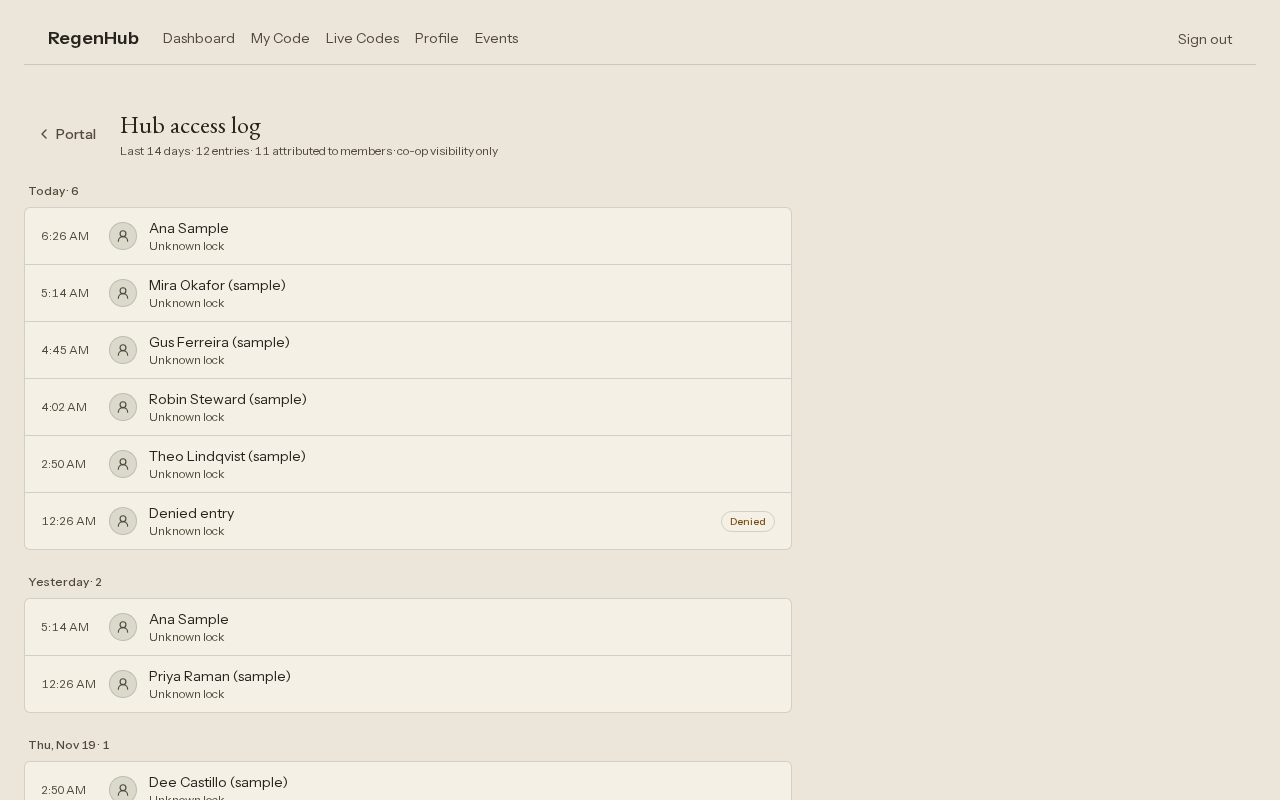 RegenHub Dashboard My Code Live Codes Profile Events Sign out
Portal
Hub access log
Last 14 days · 12 entries · 11 attributed to members · co-op visibility only
Today · 6
6:26 AM
Ana Sample
Unknown lock
5:14 AM
Mira Okafor (sample)
Unknown lock
4:45 AM
Gus Ferreira (sample)
Unknown lock
4:02 AM
Robin Steward (sample)
Unknown lock
2:50 AM
Theo Lindqvist (sample)
Unknown lock
12:26 AM
Denied entry
Unknown lock
Denied
Yesterday · 2
5:14 AM
Ana Sample
Unknown lock
12:26 AM
Priya Raman (sample)
Unknown lock
Thu, Nov 19 · 1
2:50 AM
Dee Castillo (sample)
Unknown lock